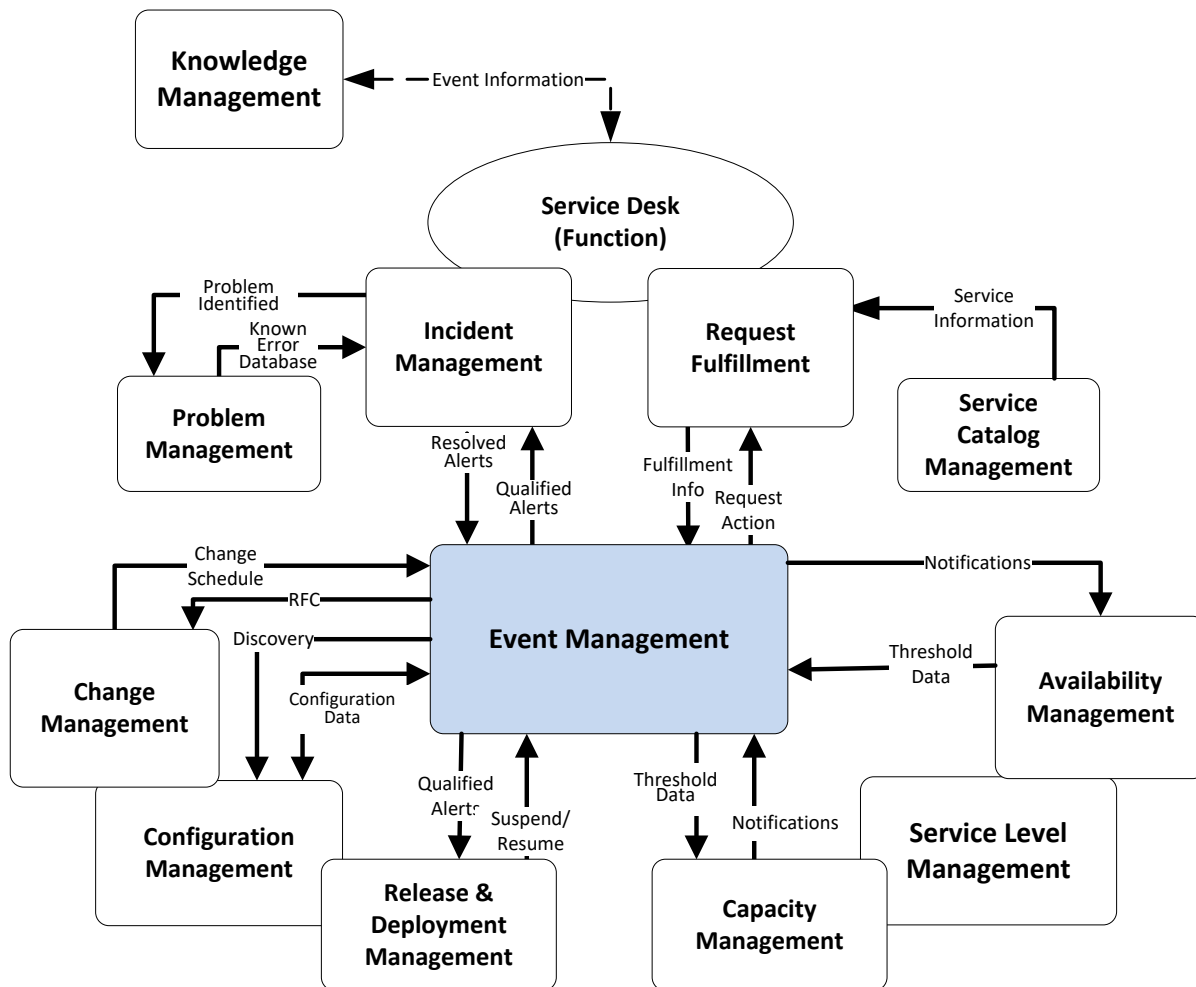 Knowledge
Management
Event Information
Service Desk
(Function)
Problem
Identified
Known
Error
Database
Incident
Management
Request
Fulfillment
Service
Information
Problem
Management
Service
Catalog
Management
Resolved
Alerts
Qualified
Alerts
Fulfillment
Info
Request
Action
Change
Schedule
RFC
Discovery
Configuration
Data
Event Management
Notifications
Threshold
Data
Change
Management
Availability
Management
Qualified
Alerts
Suspend/
Resume
Threshold
Data
Notifications
Configuration
Management
Service Level
Management
Release &
Deployment
Management
Capacity
Management